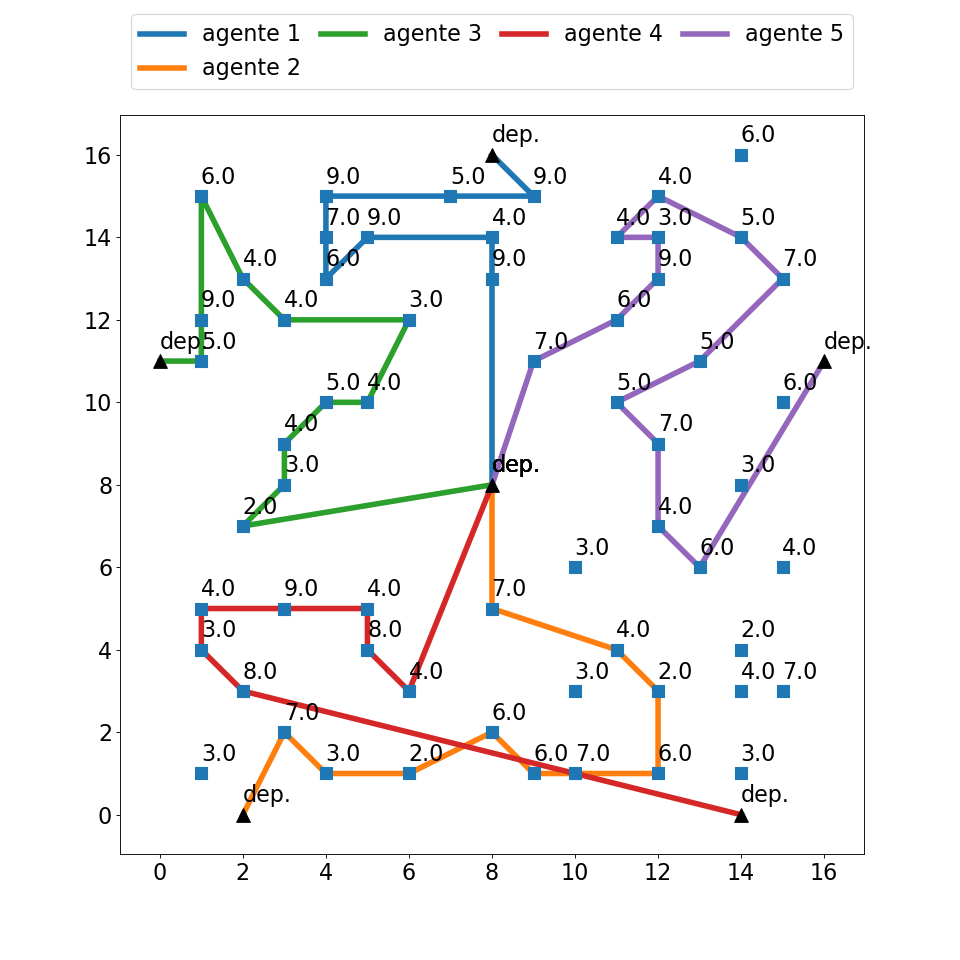 agente 1 agente 3 agente 4 agente 5
agente 2
dep. 6.0
16
6.0 9.0 5.0 9.0 4.0
7.0 9.0 4.0 4.0 3.0 5.0
14
4.0 6.0 9.0 9.0 7.0
9.0 4.0 3.0 6.0
12
dep. 5.0 7.0 5.0 dep.
5.0 4.0 5.0 6.0
10
4.0 7.0
3.0 dep. 3.0
8
2.0 4.0
3.0 6.0 4.0
6
4.0 9.0 4.0 7.0
3.0 8.0 4.0 2.0
4
8.0 4.0 3.0 2.0 4.0 7.0
7.0 6.0
2
3.0 3.0 2.0 6.0 7.0 6.0 3.0
dep. dep.
0
0 2 4 6 8 10 12 14 16